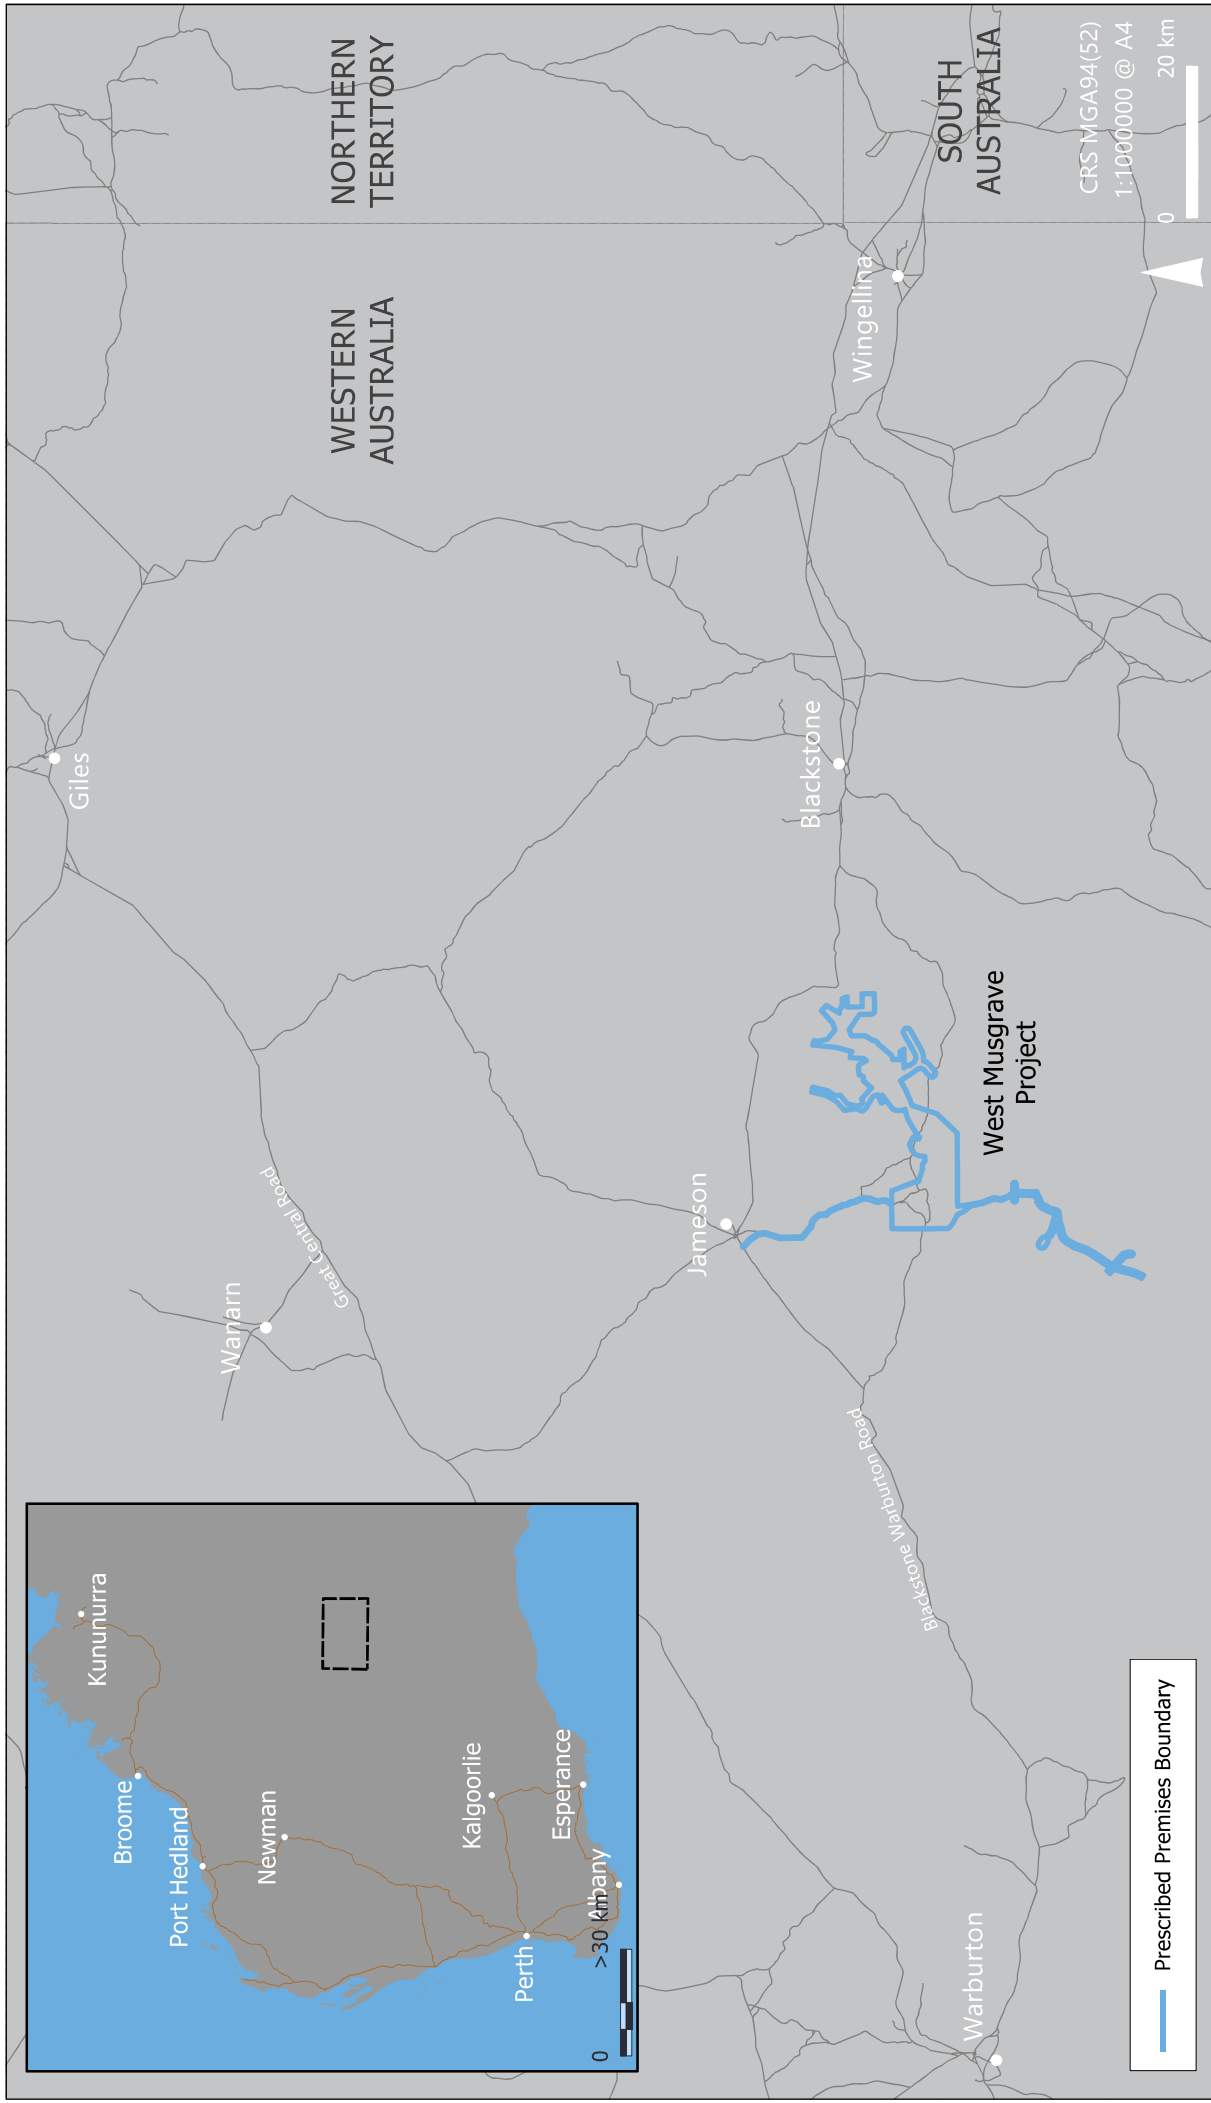 Kununurra
Broome
Port Hedland
Newman
Kalgoorlie
Esperance
Perth
Albany
0
>30 km
Giles
Wanarn
Great Central Road
WESTERN
AUSTRALIA
NORTHERN
TERRITORY
Jameson
Blackstone
Wingellina
SOUTH
AUSTRALIA
Blackstone Warburton Road
West Musgrave
Project
Warburton
Prescribed Premises Boundary
CRS MGA94(52)
1:1000000 @ A4
0
20 km